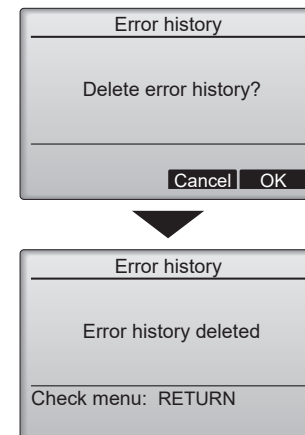 Error history
Delete error history?
Cancel OK
Error history
Error history deleted
Check menu: RETURN